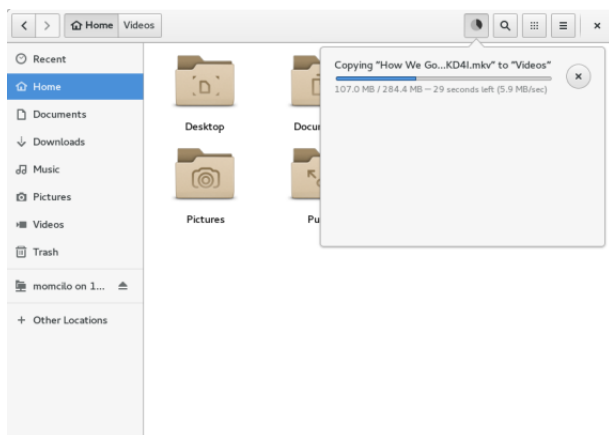 Home Videos
Recent
Home
Documents
Downloads
Music
Pictures
Videos
Trash
momcilo on 1...
+ Other Locations
Desktop
Docu
Pictures
Pu
Copying "How We Go...KD4I.mkv" to "Videos"
107.0 MB / 284.4 MB — 29 seconds left (5.9 MB/sec)